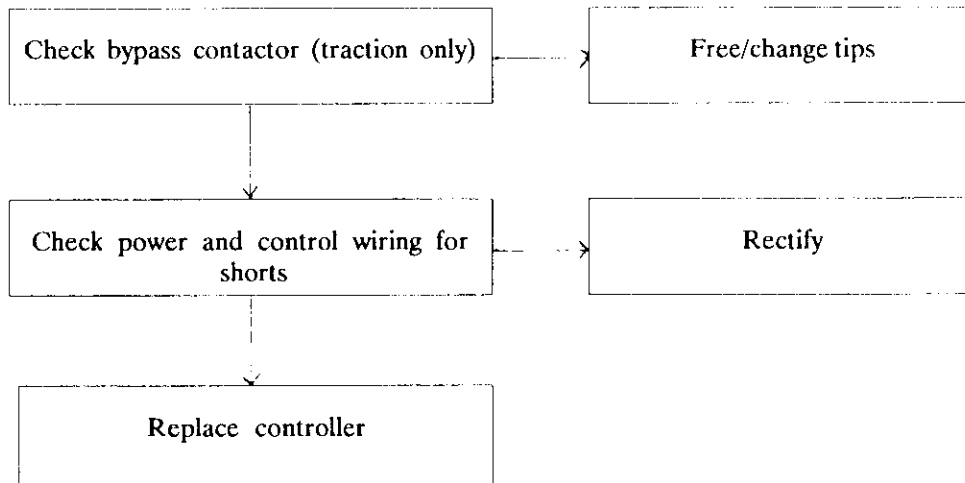 Check bypass contactor (traction only)
Free/change tips
Check power and control wiring for
shorts
Rectify
Replace controller